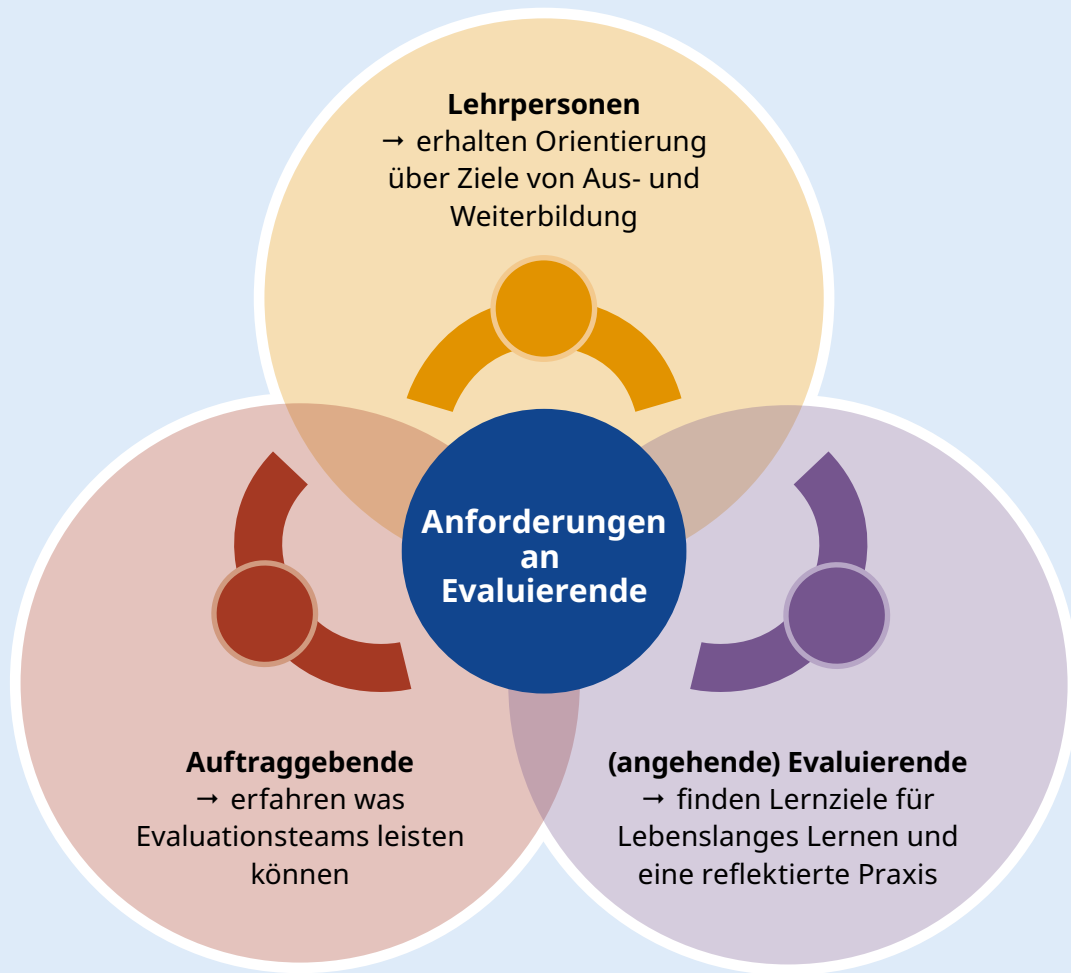 Lehrpersonen
→ erhalten Orientierung
über Ziele von Aus- und
Weiterbildung
Anforderungen
an
Evaluierende
Auftraggebende
→ erfahren was
Evaluationsteams leisten
können
(angehende) Evaluierende
→ finden Lernziele für
Lebenslanges Lernen und
eine reflektierte Praxis